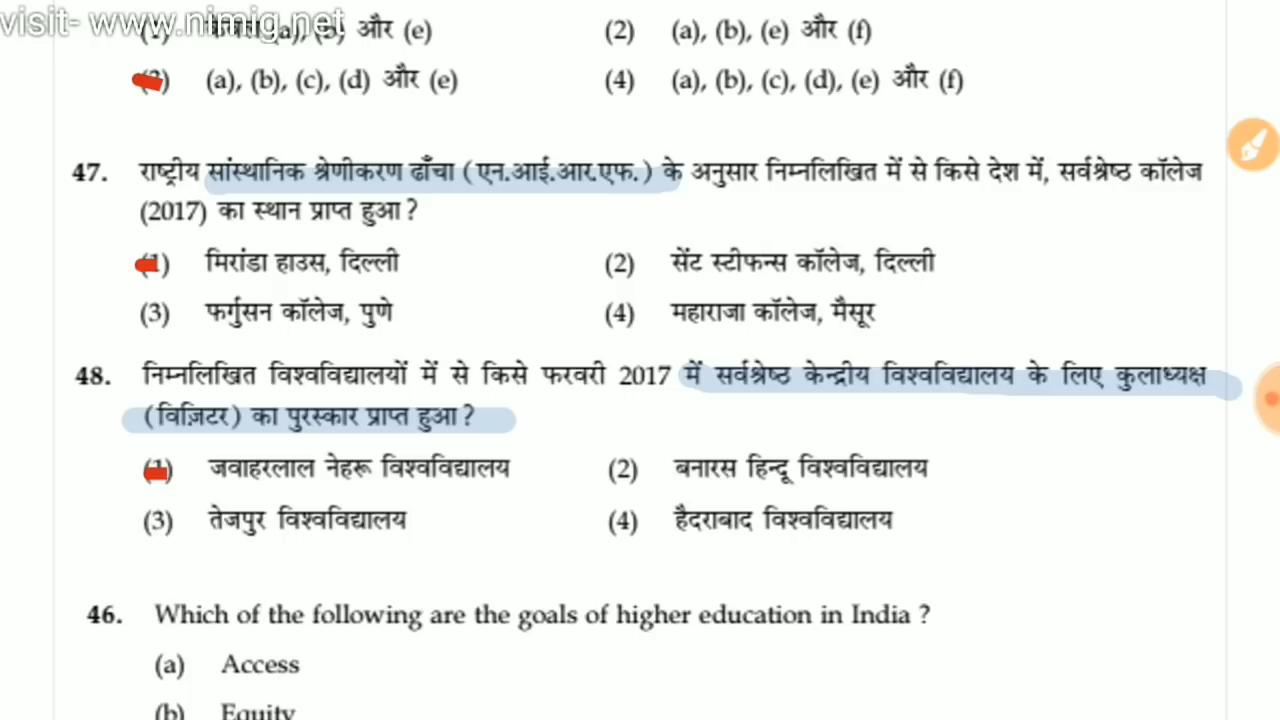 visit- www.nimig.net
(a), (b) और (e)
(2) (a), (b), (e) और (f)
(a), (b), (c), (d) और (e)
(4) (a), (b), (c), (d), (e) और (f)
47. राष्ट्रीय सांस्थानिक श्रेणीकरण ढाँचा (एन.आई.आर.एफ.) के अनुसार निम्नलिखित में से किसे देश में, सर्वश्रेष्ठ कॉलेज
(2017) का स्थान प्राप्त हुआ ?
(1) मिरांडा हाउस, दिल्ली
(2) सेंट स्टीफन्स कॉलेज, दिल्ली
(3) फर्गुसन कॉलेज, पुणे
(4) महाराजा कॉलेज, मैसूर
48. निम्नलिखित विश्वविद्यालयों में से किसे फरवरी 2017 में सर्वश्रेष्ठ केन्द्रीय विश्वविद्यालय के लिए कुलाध्यक्ष
(विज़िटर) का पुरस्कार प्राप्त हुआ ?
(1) जवाहरलाल नेहरू विश्वविद्यालय
(2) बनारस हिन्दू विश्वविद्यालय
(3) तेजपुर विश्वविद्यालय
(4) हैदराबाद विश्वविद्यालय
46. Which of the following are the goals of higher education in India ?
(a) Access
(b) Equity